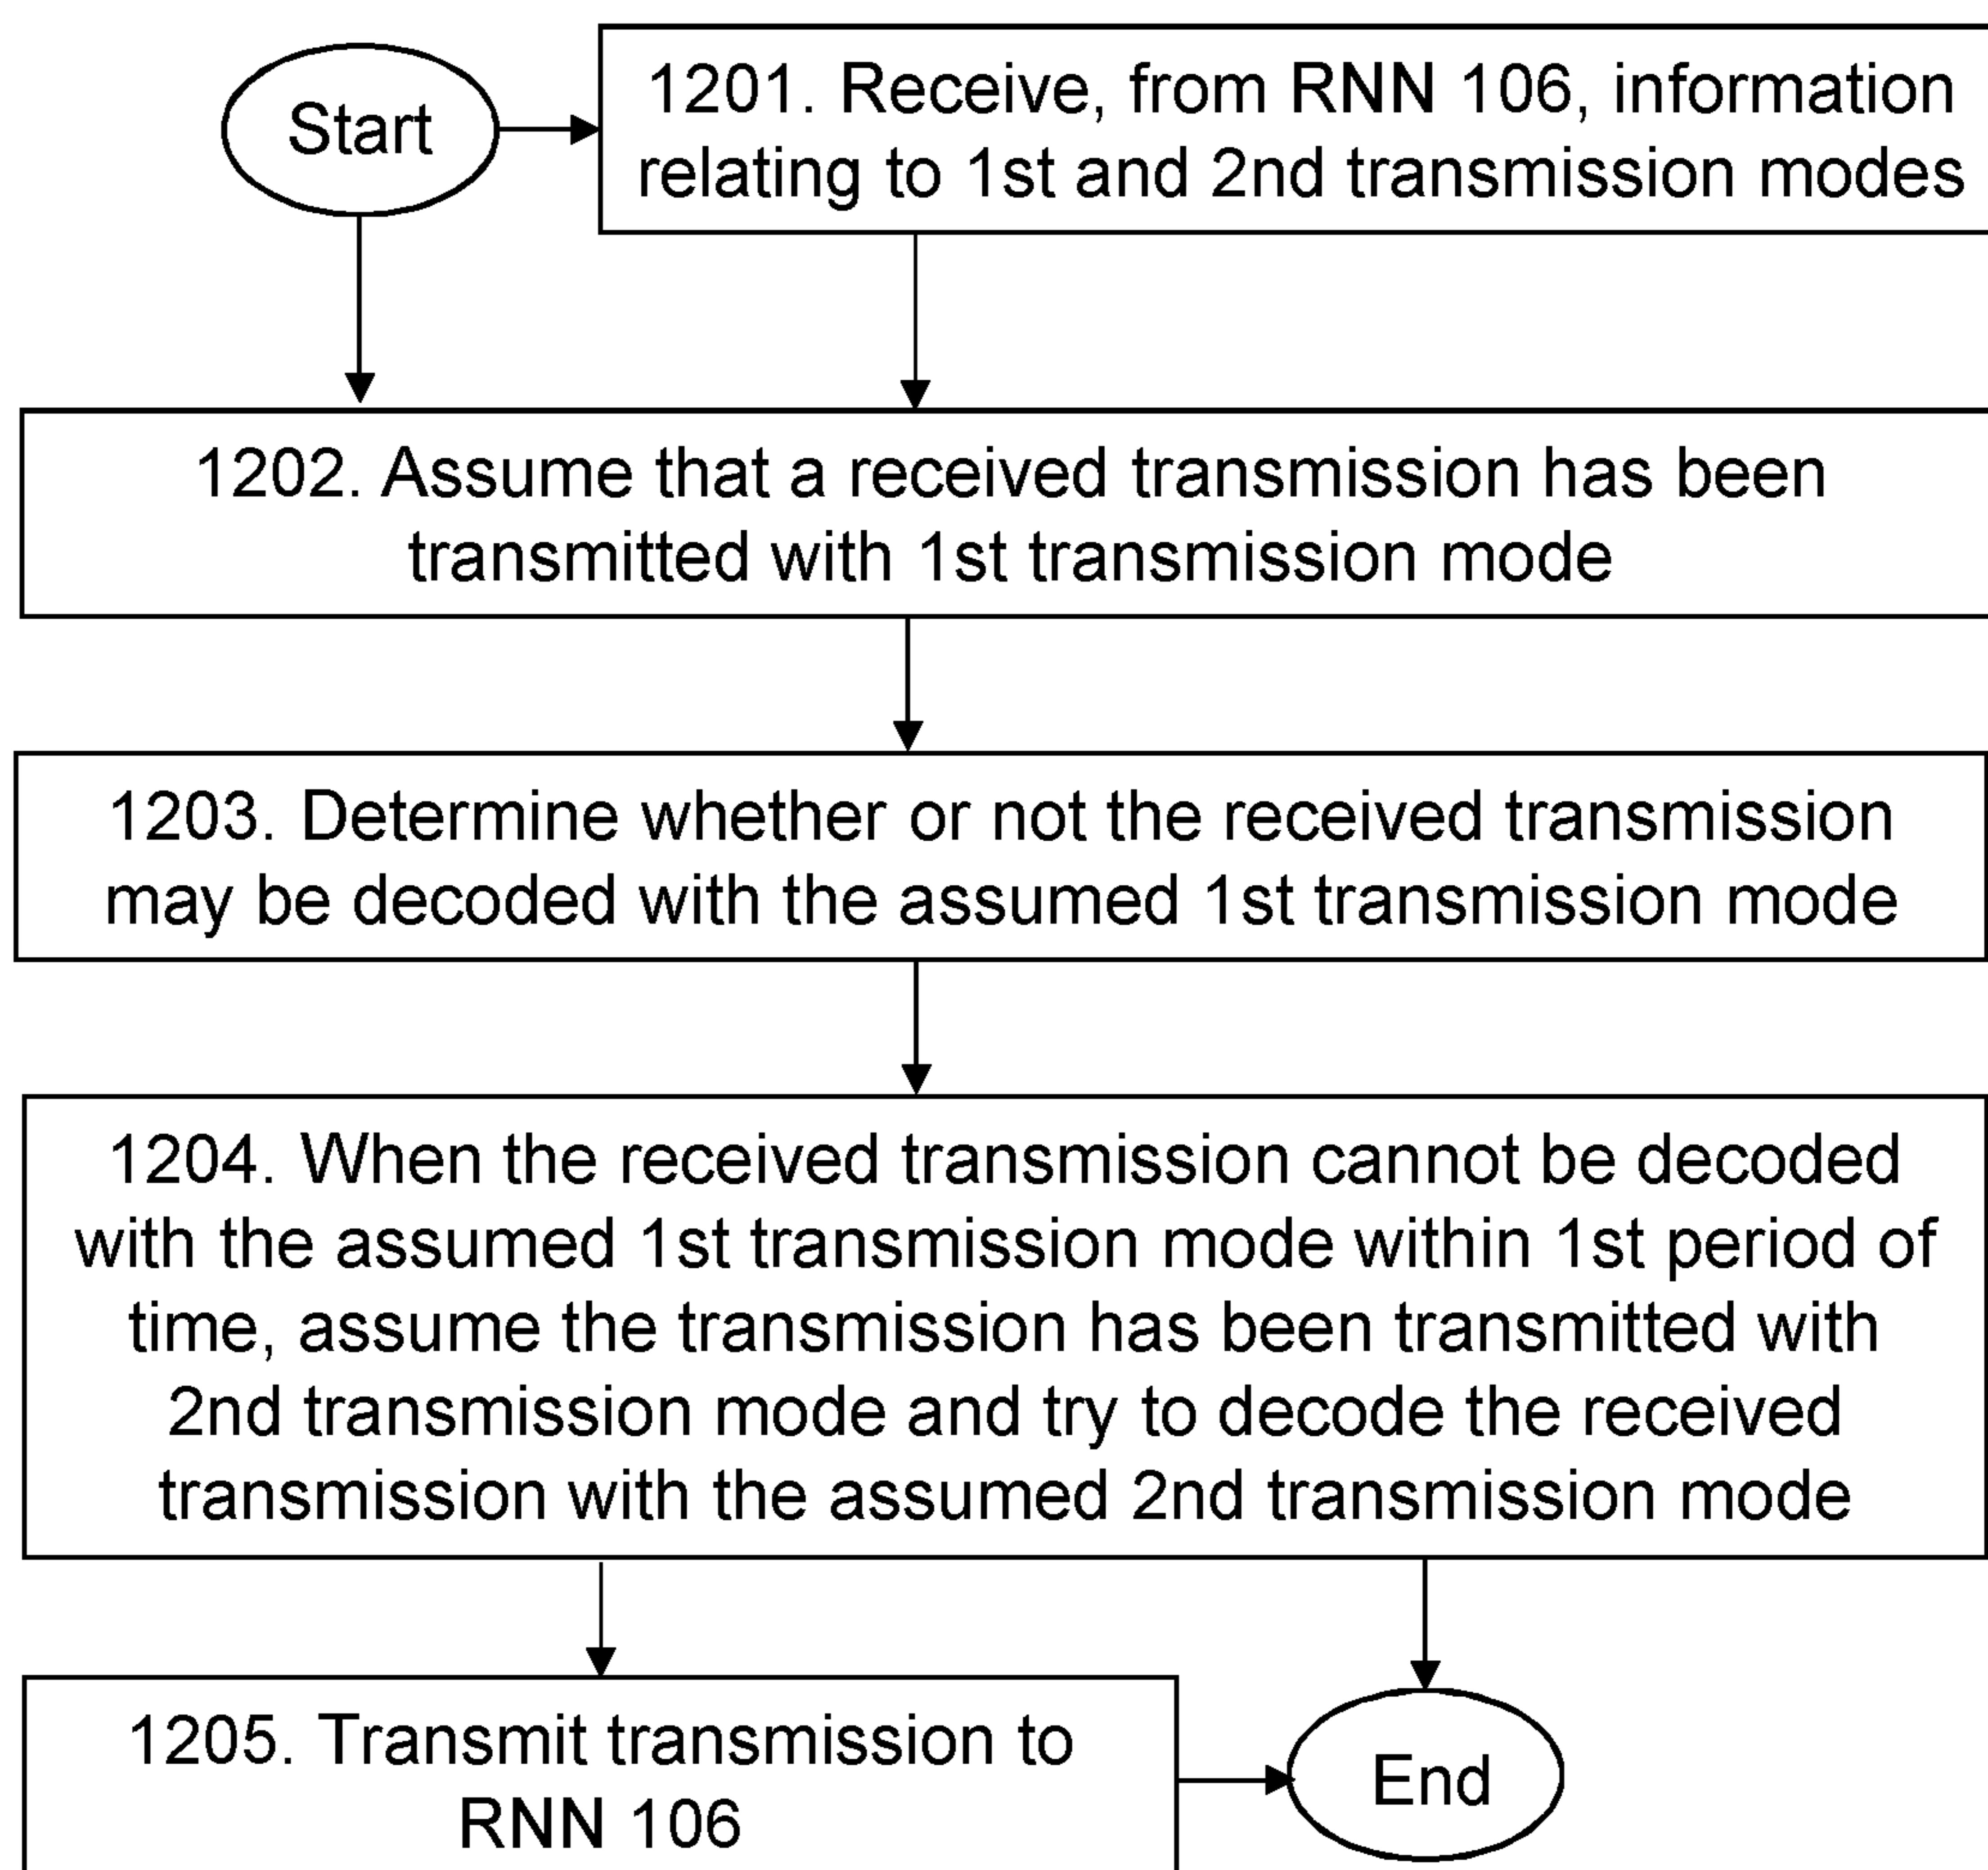 Start
1201. Receive, from RNN 106, information
relating to 1st and 2nd transmission modes
1202. Assume that a received transmission has been
transmitted with 1st transmission mode
1203. Determine whether or not the received transmission
may be decoded with the assumed 1st transmission mode
1204. When the received transmission cannot be decoded
with the assumed 1st transmission mode within 1st period of
time, assume the transmission has been transmitted with
2nd transmission mode and try to decode the received
transmission with the assumed 2nd transmission mode
1205. Transmit transmission to
RNN 106
End